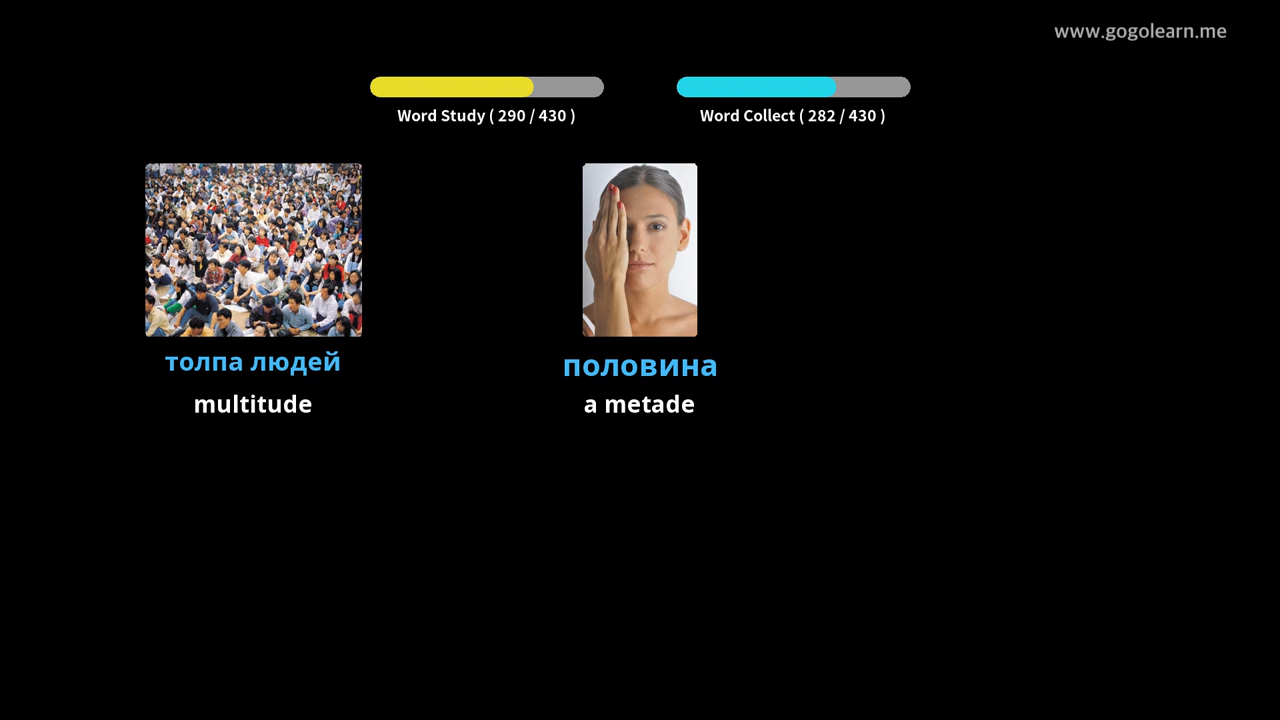 www.gogolearn.me
Word Study ( 290 / 430 )
Word Collect ( 282 / 430 )
толпа людей
multitude
половина
a metade